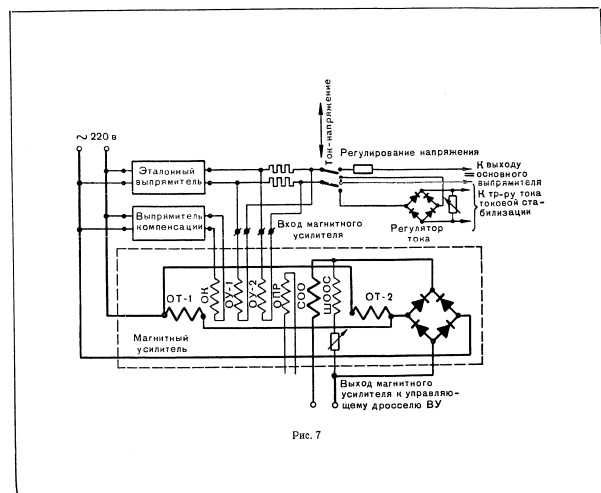 ~ 220 в
Ток-напряжение
Регулирование напряжения
Эталонный
выпрямитель
К выходу
основного
выпрямителя
К тр-ру тока
токовой ста-
билизации
Выпрямитель
компенсации
Вход магнитного
усилителя
Регулятор
тока
ОТ-1
ОК
ОУ-1
ОУ-2
ОПР
СОО
ШООС
ОТ-2
Магнитный
усилитель
Выход магнитного
усилителя к управляю-
щему дросселю ВУ
Рис. 7